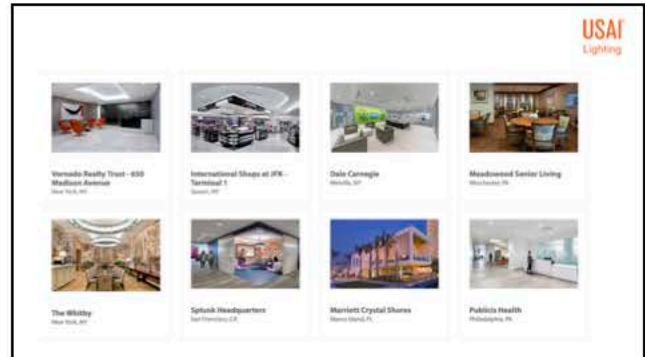 USAI
Lighting
Vornado Realty Trust - 650
Madison Avenue
New York, NY
International Shops at JFK -
Terminal 1
Queens, NY
Dale Carnegie
Melville, NY
Meadowood Senior Living
Worchester, PA
The Whitby
New York, NY
Splunk Headquarters
San Francisco, CA
Marriott Crystal Shores
Marco Island, FL
Publicis Health
Philadelphia, PA